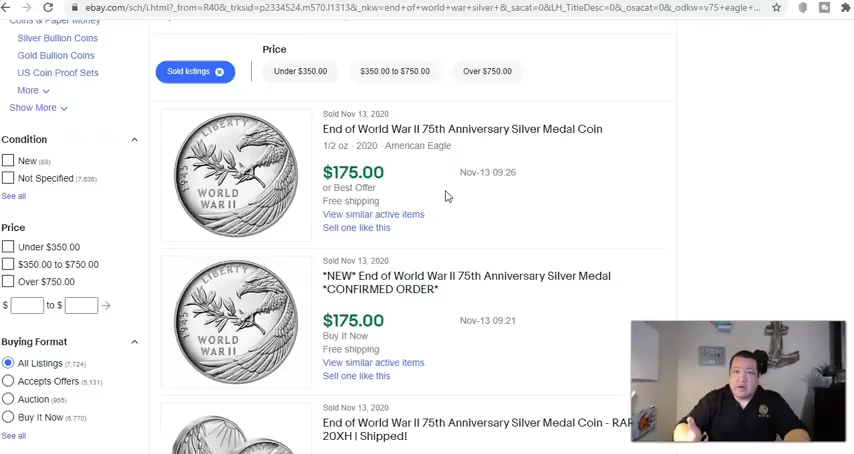 ebay.com/sch/i.html?_from=R40&_trksid=p2334524.m570.l1313&_nkw=end+of+world+war+silver+&_sacat=0&LH_TitleDesc=0&_osacat=0&_odkw=v75+eagle+...
Coins & Paper Money
Silver Bullion Coins
Gold Bullion Coins
US Coin Proof Sets
More
Show More
Condition
New (88)
Not Specified (7,636)
See all
Price
Under $350.00
$350.00 to $750.00
Over $750.00
$ to $
Buying Format
All Listings (7,724)
Accepts Offers (5,131)
Auction (955)
Buy It Now (6,770)
See all
Price
Sold listings
Under $350.00
$350.00 to $750.00
Over $750.00
LIBERTY
1945
WORLD
WAR II
Sold Nov 13, 2020
End of World War II 75th Anniversary Silver Medal Coin
1/2 oz · 2020 · American Eagle
$175.00
Nov-13 09:26
or Best Offer
Free shipping
View similar active items
Sell one like this
LIBERTY
1945
WORLD
WAR II
Sold Nov 13, 2020
*NEW* End of World War II 75th Anniversary Silver Medal
*CONFIRMED ORDER*
$175.00
Nov-13 09:21
Buy It Now
Free shipping
View similar active items
Sell one like this
Sold Nov 13, 2020
End of World War II 75th Anniversary Silver Medal Coin - RAR
20XH | Shipped!